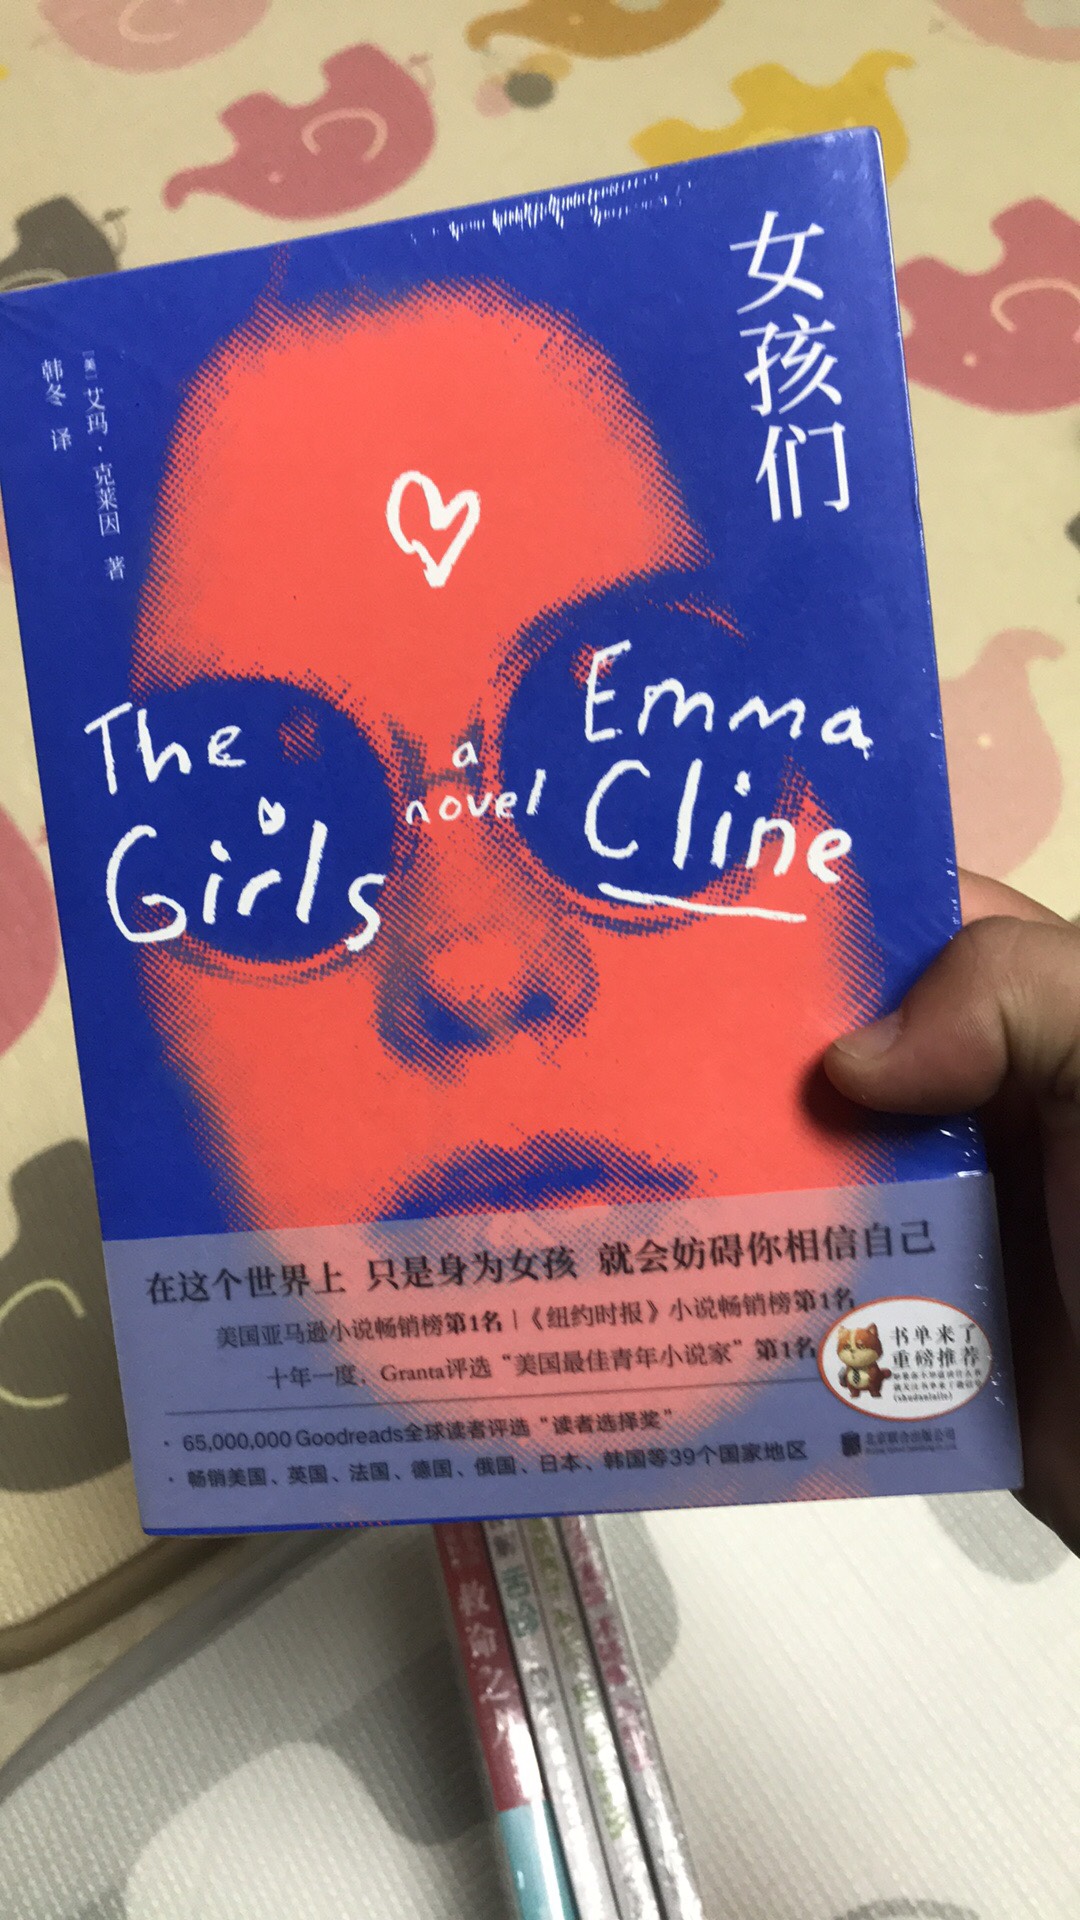 女孩们
[美] 艾玛·克莱因 著
韩冬 译
The Girls
a novel
Emma Cline
在这个世界上 只是身为女孩 就会妨碍你相信自己
美国亚马逊小说畅销榜第1名|《纽约时报》小说畅销榜第1名
十年一度,Granta评选“美国最佳青年小说家”第1名
· 65,000,000 Goodreads全球读者评选“读者选择奖”
· 畅销美国、英国、法国、德国、俄国、日本、韩国等39个国家地区
书单来了
重磅推荐
北京联合出版公司